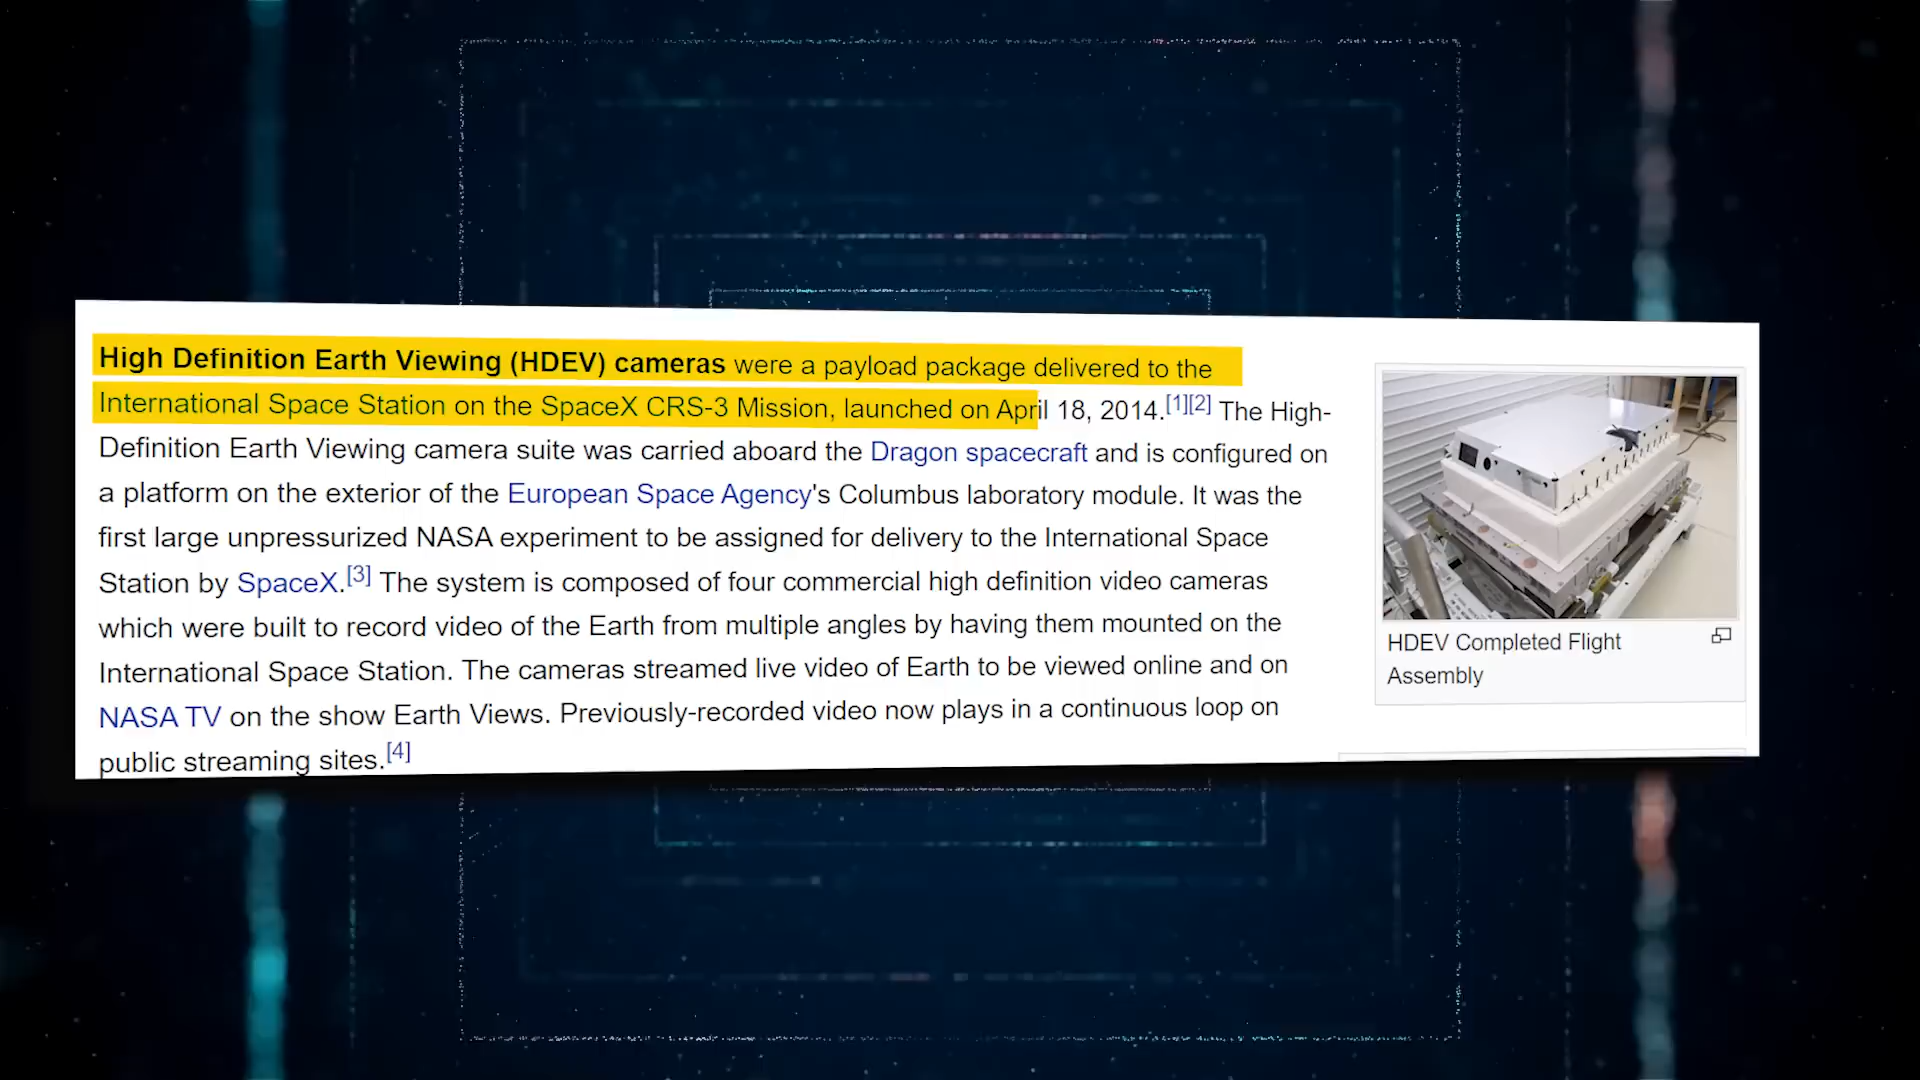 High Definition Earth Viewing (HDEV) cameras were a payload package delivered to the
International Space Station on the SpaceX CRS-3 Mission, launched on April 18, 2014.[1][2] The High-
Definition Earth Viewing camera suite was carried aboard the Dragon spacecraft and is configured on
a platform on the exterior of the European Space Agency's Columbus laboratory module. It was the
first large unpressurized NASA experiment to be assigned for delivery to the International Space
Station by SpaceX.[3] The system is composed of four commercial high definition video cameras
which were built to record video of the Earth from multiple angles by having them mounted on the
International Space Station. The cameras streamed live video of Earth to be viewed online and on
NASA TV on the show Earth Views. Previously-recorded video now plays in a continuous loop on
public streaming sites.[4]
HDEV Completed Flight
Assembly